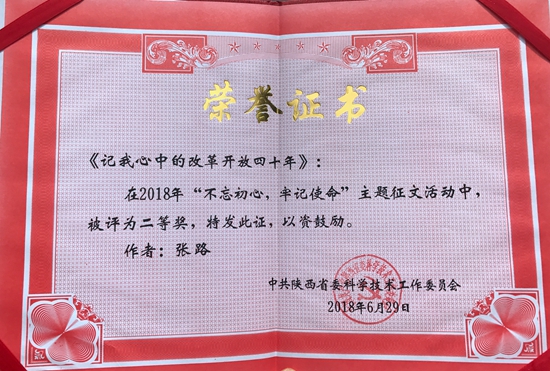 荣誉证书
《记我心中的改革开放四十年》：
在2018年“不忘初心，牢记使命”主题征文活动中，
被评为二等奖，特发此证，以资鼓励。
作者：张路
中共陕西省委科学技术工作委员会
2018年6月29日